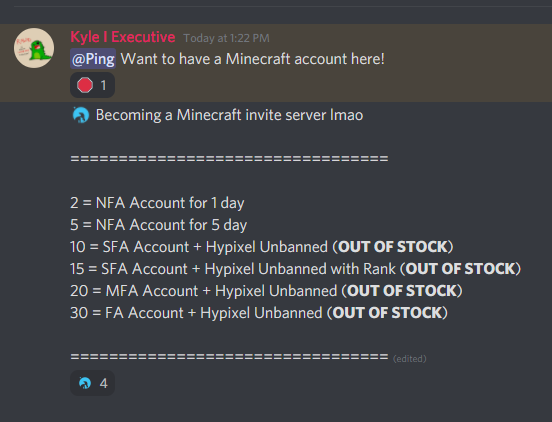 Kyle I Executive Today at 1:22 PM
@Ping Want to have a Minecraft account here!
1
Becoming a Minecraft invite server lmao
================================
2 = NFA Account for 1 day
5 = NFA Account for 5 day
10 = SFA Account + Hypixel Unbanned (OUT OF STOCK)
15 = SFA Account + Hypixel Unbanned with Rank (OUT OF STOCK)
20 = MFA Account + Hypixel Unbanned (OUT OF STOCK)
30 = FA Account + Hypixel Unbanned (OUT OF STOCK)
================================ (edited)
4